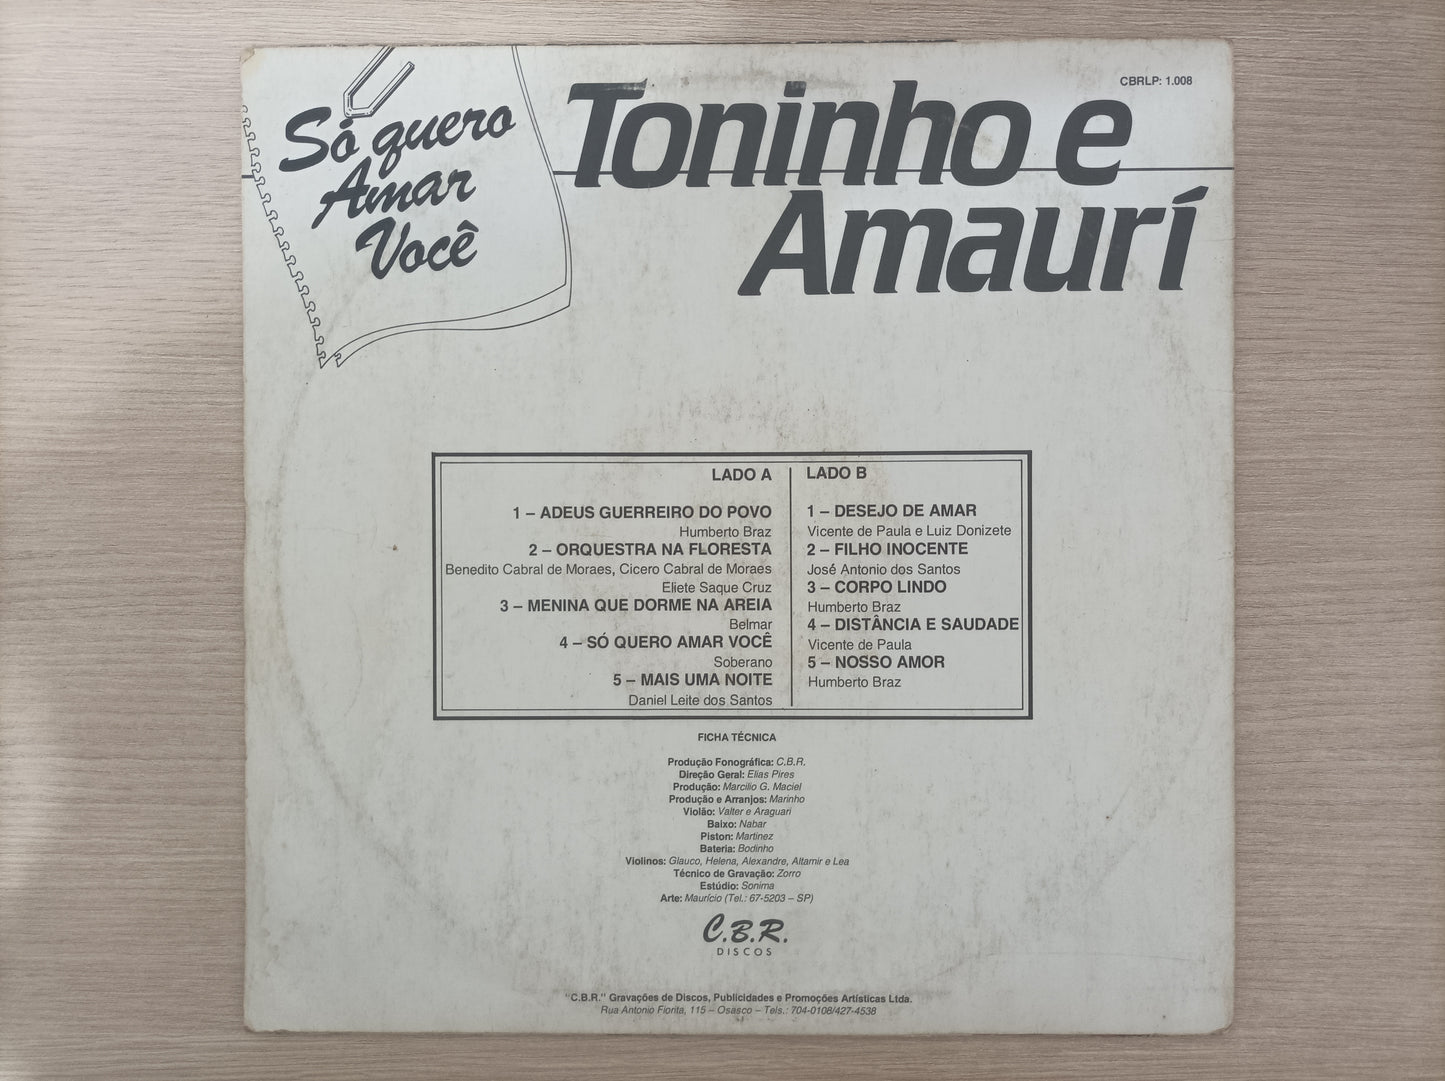 Só quero
Amar
Você
Toninho e
Amaurí
CBRLP: 1.008
LADO A
1 – ADEUS GUERREIRO DO POVO
Humberto Braz
2 – ORQUESTRA NA FLORESTA
Benedito Cabral de Moraes, Cicero Cabral de Moraes
Eliete Saque Cruz
3 – MENINA QUE DORME NA AREIA
Belmar
4 – SÓ QUERO AMAR VOCÊ
Soberano
5 – MAIS UMA NOITE
Daniel Leite dos Santos
LADO B
1 – DESEJO DE AMAR
Vicente de Paula e Luiz Donizete
2 – FILHO INOCENTE
José Antonio dos Santos
3 – CORPO LINDO
Humberto Braz
4 – DISTÂNCIA E SAUDADE
Vicente de Paula
5 – NOSSO AMOR
Humberto Braz
FICHA TÉCNICA
Produção Fonográfica: C.B.R.
Direção Geral: Elias Pires
Produção: Marcilio G. Maciel
Produção e Arranjos: Marinho
Violão: Valter e Araguari
Baixo: Nabar
Piston: Martinez
Bateria: Bodinho
Violinos: Glauco, Helena, Alexandre, Altamir e Lea
Técnico de Gravação: Zorro
Estúdio: Sonima
Arte: Maurício (Tel.: 67-5203 – SP)
C.B.R.
DISCOS
"C.B.R." Gravações de Discos, Publicidades e Promoções Artísticas Ltda.
Rua Antonio Fiorita, 115 – Osasco – Tels.: 704-0108/427-4538